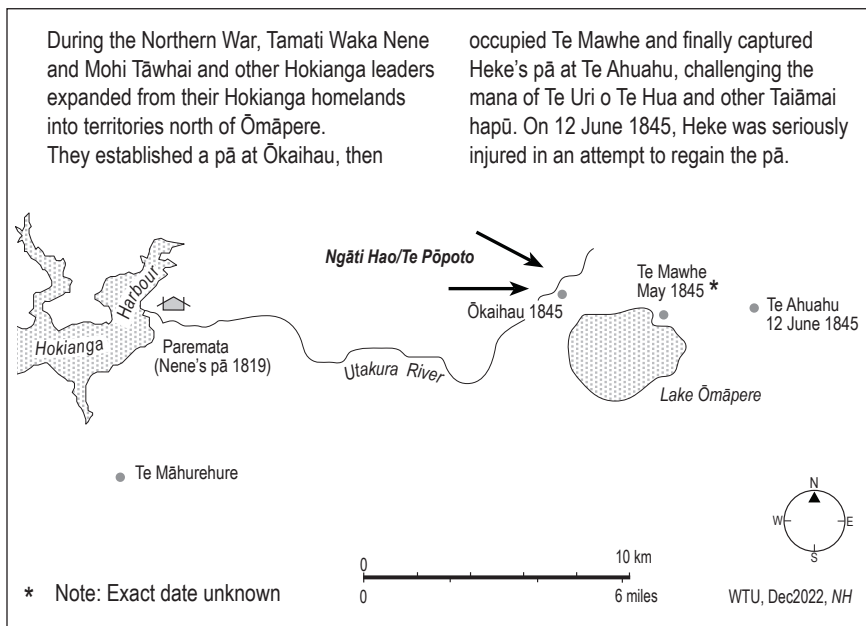 During the Northern War, Tamati Waka Nene
and Mohi Tāwhai and other Hokianga leaders
expanded from their Hokianga homelands
into territories north of Ōmāpere.
They established a pā at Ōkaihau, then
occupied Te Mawhe and finally captured
Heke's pā at Te Ahuahu, challenging the
mana of Te Uri o Te Hua and other Taiāmai
hapū. On 12 June 1845, Heke was seriously
injured in an attempt to regain the pā.
Ngāti Hao/Te Pōpoto
Harbour
Hokianga
Paremata
(Nene's pā 1819)
Utakura River
Ōkaihau 1845
Te Mawhe
May 1845 *
Te Ahuahu
12 June 1845
Lake Ōmāpere
Te Māhurehure
N
W
E
S
0
10 km
0
6 miles
* Note: Exact date unknown
WTU, Dec2022, NH